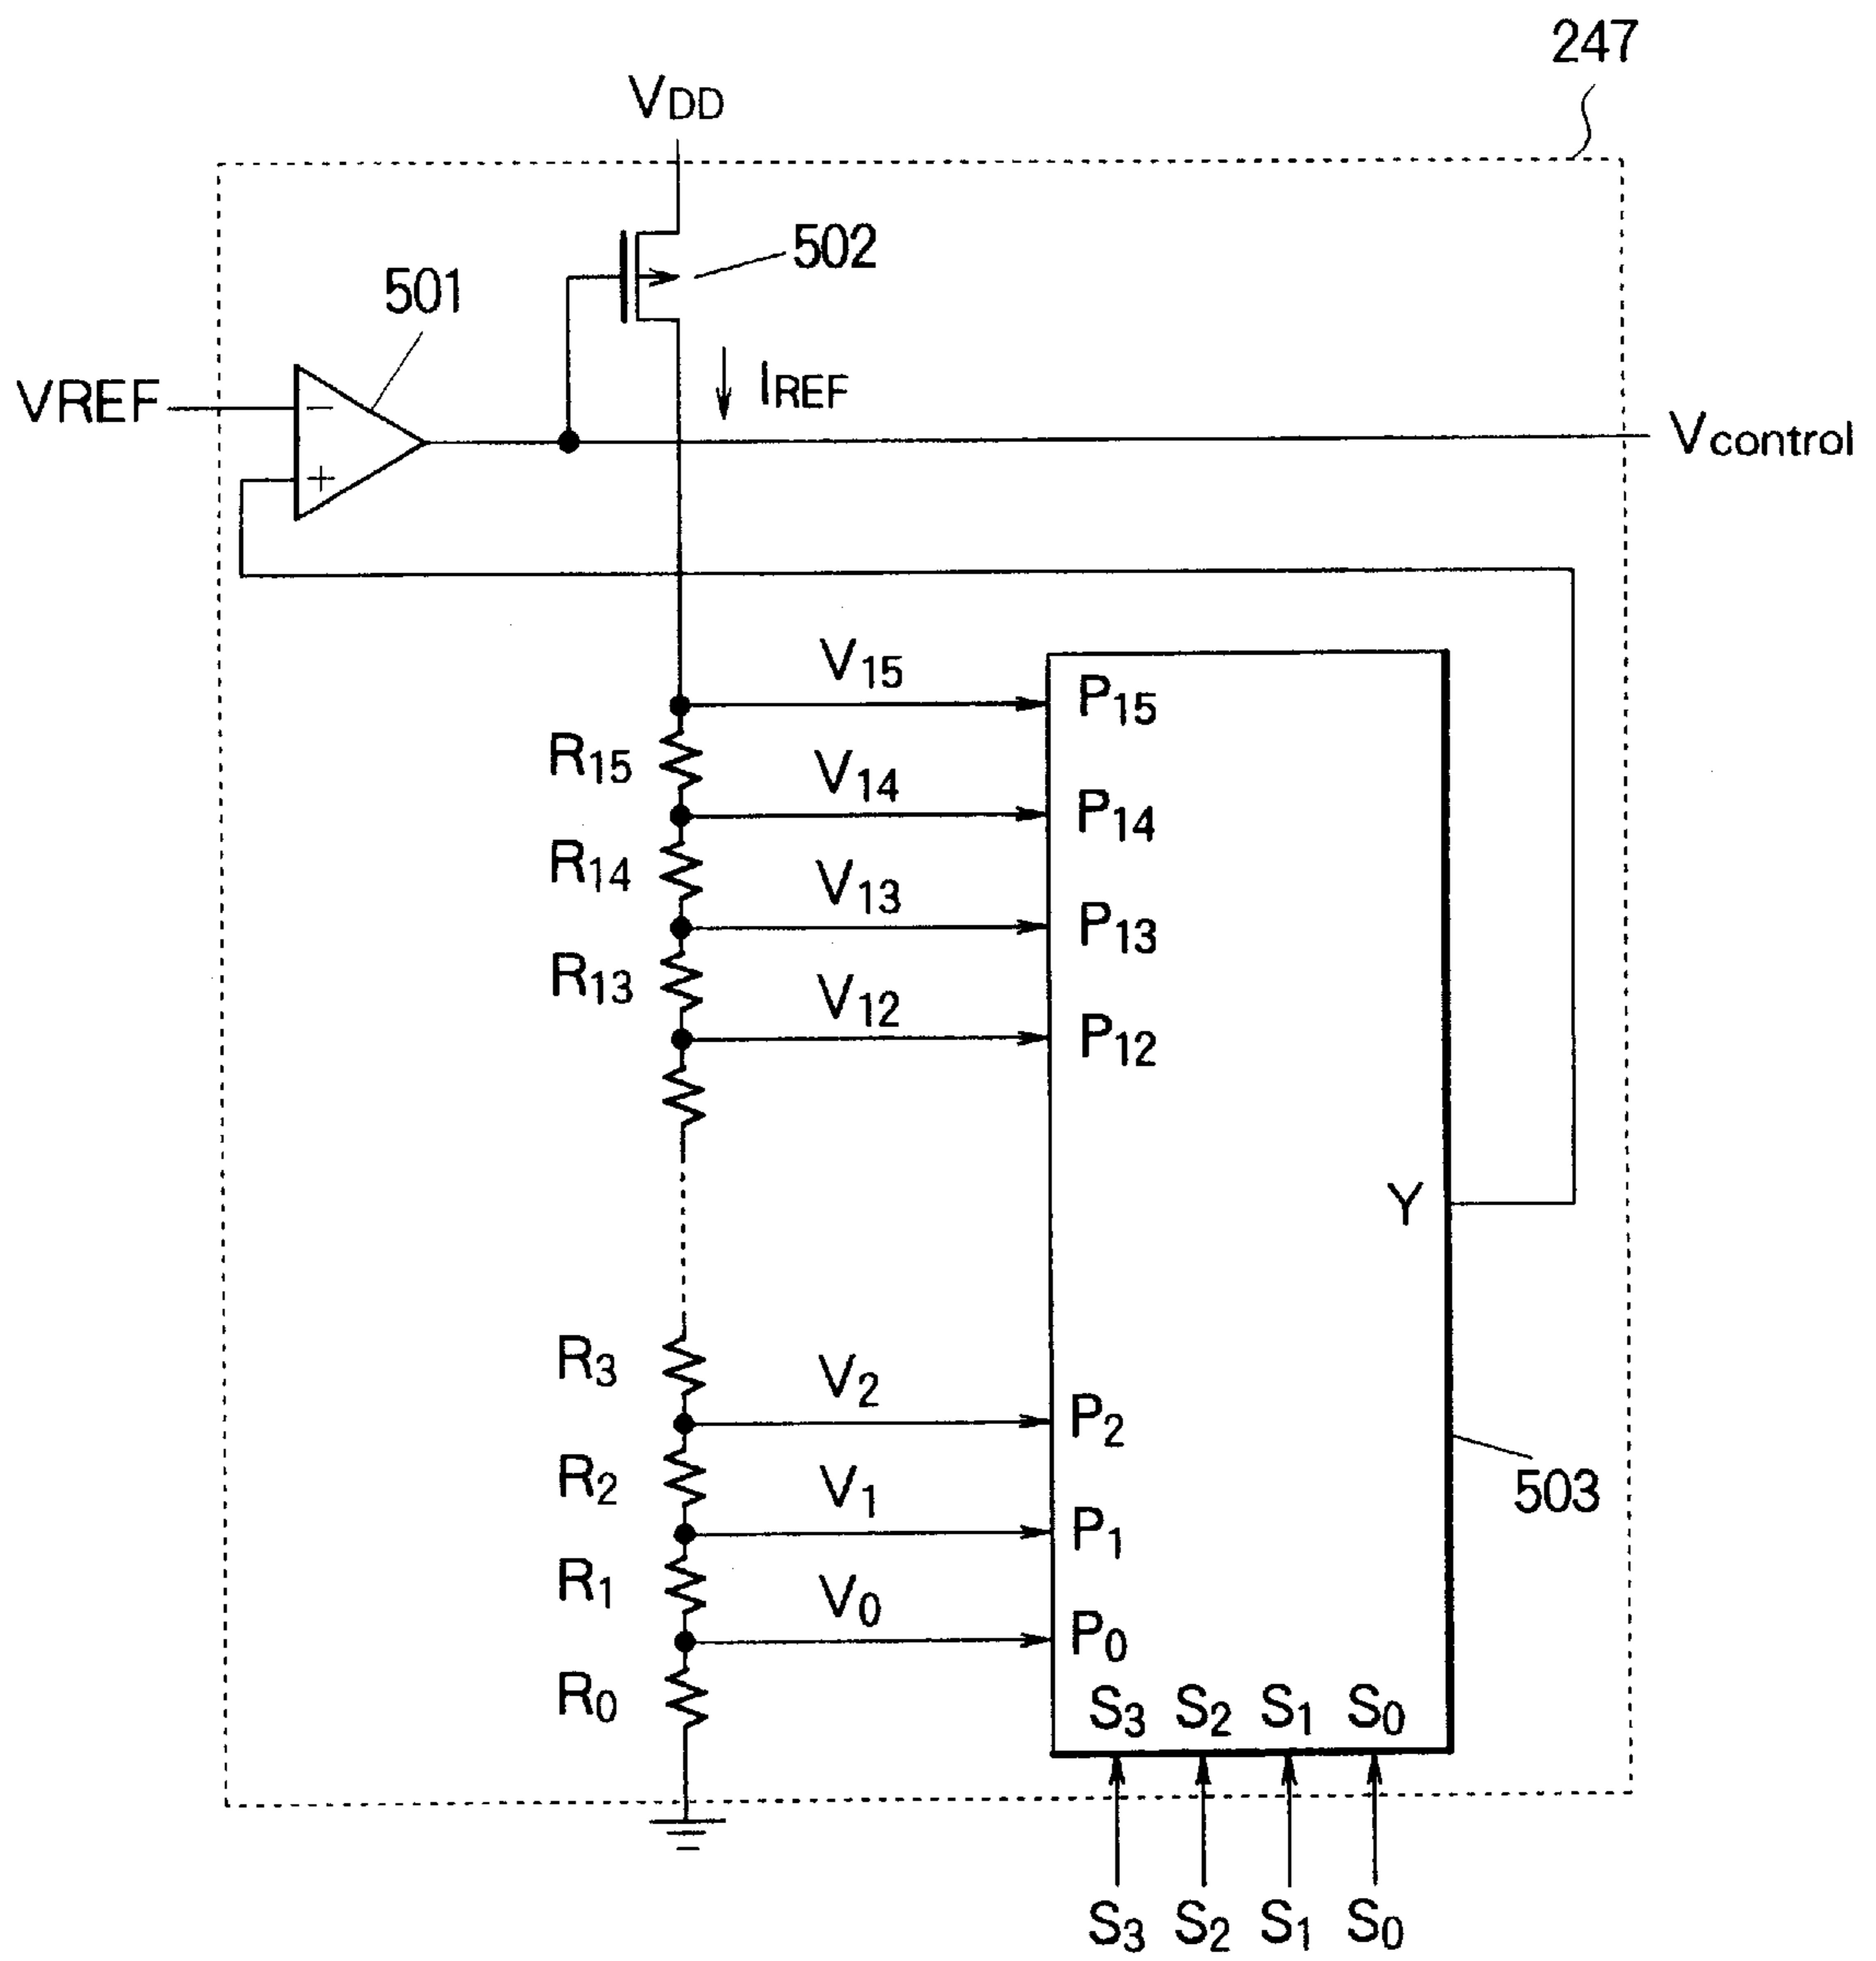 247
VDD
502
501
VREF
−
+
IREF
Vcontrol
V15
P15
R15
V14
P14
R14
V13
P13
R13
V12
P12
Y
R3
V2
P2
R2
V1
P1
503
R1
V0
P0
R0
S3 S2 S1 S0
S3 S2 S1 S0